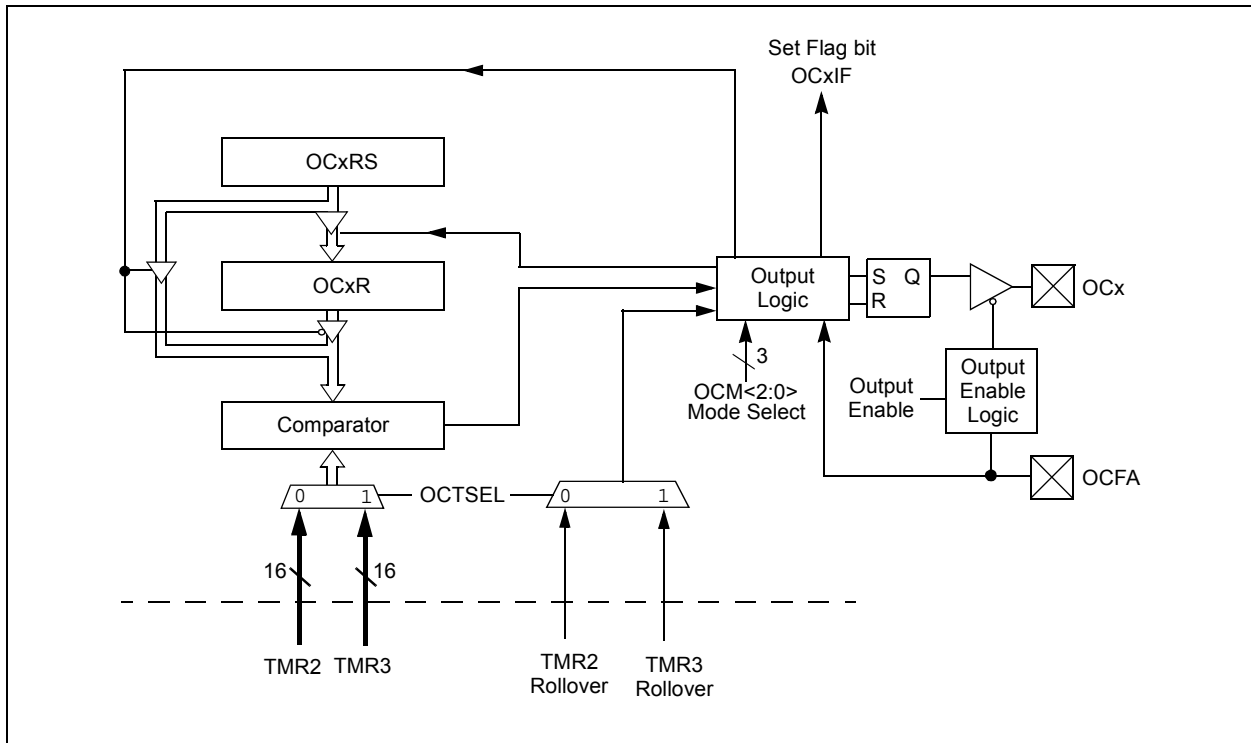 Set Flag bit
OCxIF
OCxRS
OCxR
Output
Logic
S Q
R
OCx
3
OCM<2:0>
Mode Select
Output
Enable
Output
Enable
Logic
Comparator
OCFA
0 1
OCTSEL
0 1
16
16
TMR2
TMR3
TMR2
Rollover
TMR3
Rollover